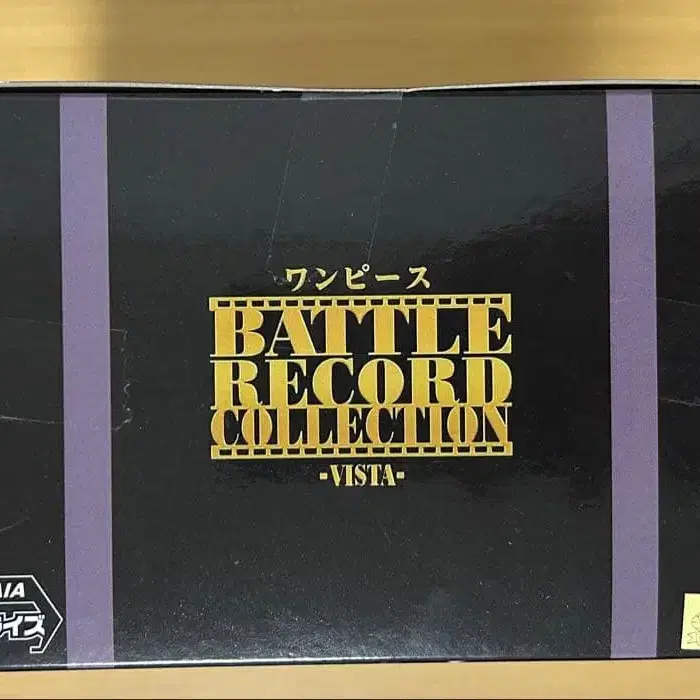 ワンピース
BATTLE
RECORD
COLLECTION
-VISTA-